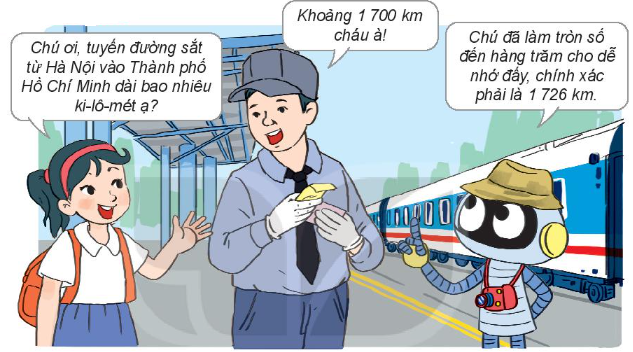 Chú ơi, tuyến đường sắt
từ Hà Nội vào Thành phố
Hồ Chí Minh dài bao nhiêu
ki-lô-mét ạ?
Khoảng 1 700 km
cháu à!
Chú đã làm tròn số
đến hàng trăm cho dễ
nhớ đấy, chính xác
phải là 1 726 km.